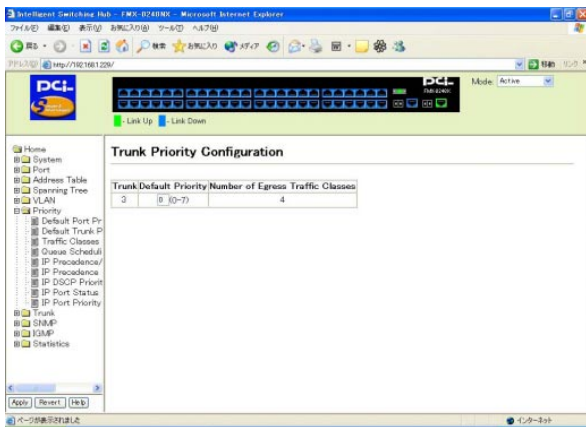 Intelligent Switching Hub - FMX-0248NX - Microsoft Internet Explorer
ファイル(F) 編集(E) 表示(V) お気に入り(A) ツール(T) ヘルプ(H)
戻る 検索 お気に入り メディア
http://192.168.1.229/ 移動 リンク
PCi
PCi
Mode: Active
- Link Up - Link Down
Home
System
Port
Address Table
Spanning Tree
VLAN
Priority
Default Port Pr
Default Trunk P
Traffic Classes
Queue Scheduli
IP Precedence/
IP Precedence
IP DSCP Priorit
IP Port Status
IP Port Priority
Trunk
SNMP
IGMP
Statistics
Apply Revert Help
Trunk Priority Configuration
Trunk Default Priority Number of Egress Traffic Classes
3 0 (0-7) 4
ページが表示されました インターネット